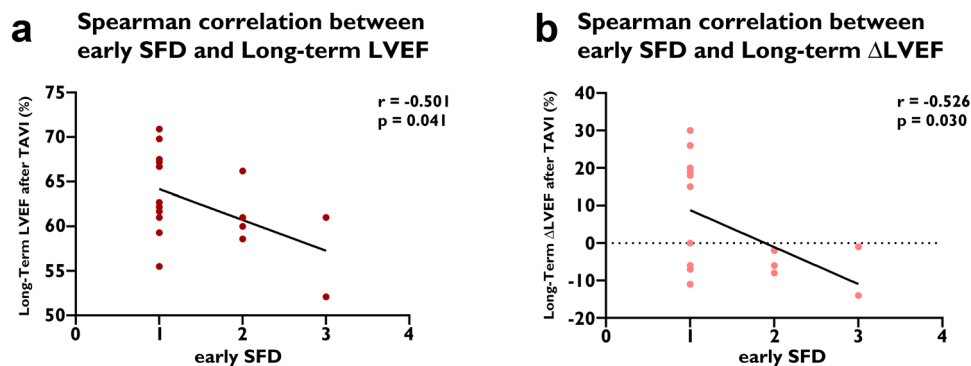 a
Spearman correlation between
early SFD and Long-term LVEF
r = -0.501
p = 0.041
Long-Term LVEF after TAVI (%)
75
70
65
60
55
50
0
1
2
3
4
early SFD
b
Spearman correlation between
early SFD and Long-term ΔLVEF
r = -0.526
p = 0.030
Long-Term ΔLVEF after TAVI (%)
40
30
20
10
0
-10
-20
0
1
2
3
4
early SFD